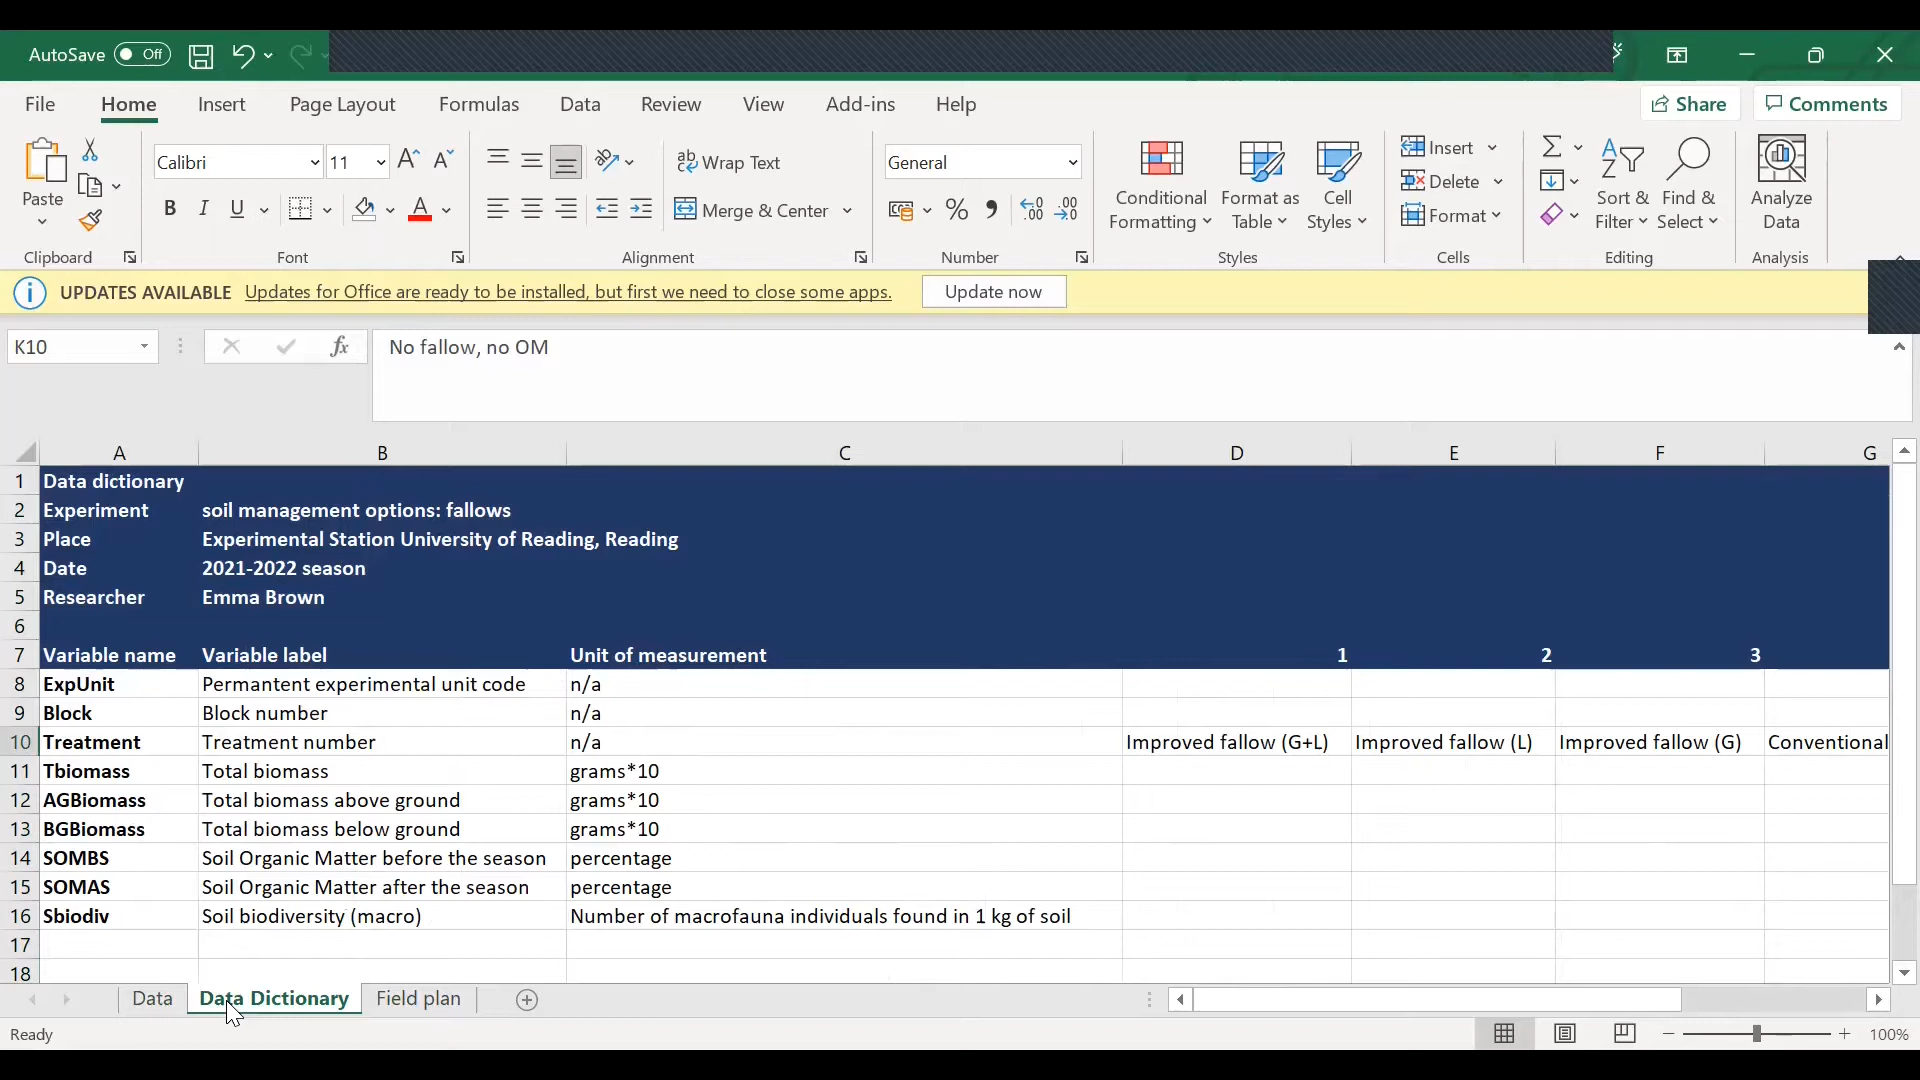 AutoSave Off
File Home Insert Page Layout Formulas Data Review View Add-ins Help Share Comments
Paste
Calibri 11
B I U
ab Wrap Text
Merge & Center
General
Conditional Formatting
Format as Table
Cell Styles
Insert
Delete
Format
Sort & Filter
Find & Select
Analyze Data
Clipboard Font Alignment Number Styles Cells Editing Analysis
UPDATES AVAILABLE Updates for Office are ready to be installed, but first we need to close some apps. Update now
K10 fx No fallow, no OM
A B C D E F G
1 Data dictionary
2 Experiment soil management options: fallows
3 Place Experimental Station University of Reading, Reading
4 Date 2021-2022 season
5 Researcher Emma Brown
6
7 Variable name Variable label Unit of measurement 1 2 3
8 ExpUnit Permantent experimental unit code n/a
9 Block Block number n/a
10 Treatment Treatment number n/a Improved fallow (G+L) Improved fallow (L) Improved fallow (G) Conventional
11 Tbiomass Total biomass grams*10
12 AGBiomass Total biomass above ground grams*10
13 BGBiomass Total biomass below ground grams*10
14 SOMBS Soil Organic Matter before the season percentage
15 SOMAS Soil Organic Matter after the season percentage
16 Sbiodiv Soil biodiversity (macro) Number of macrofauna individuals found in 1 kg of soil
17
18
Data Data Dictionary Field plan
Ready 100%